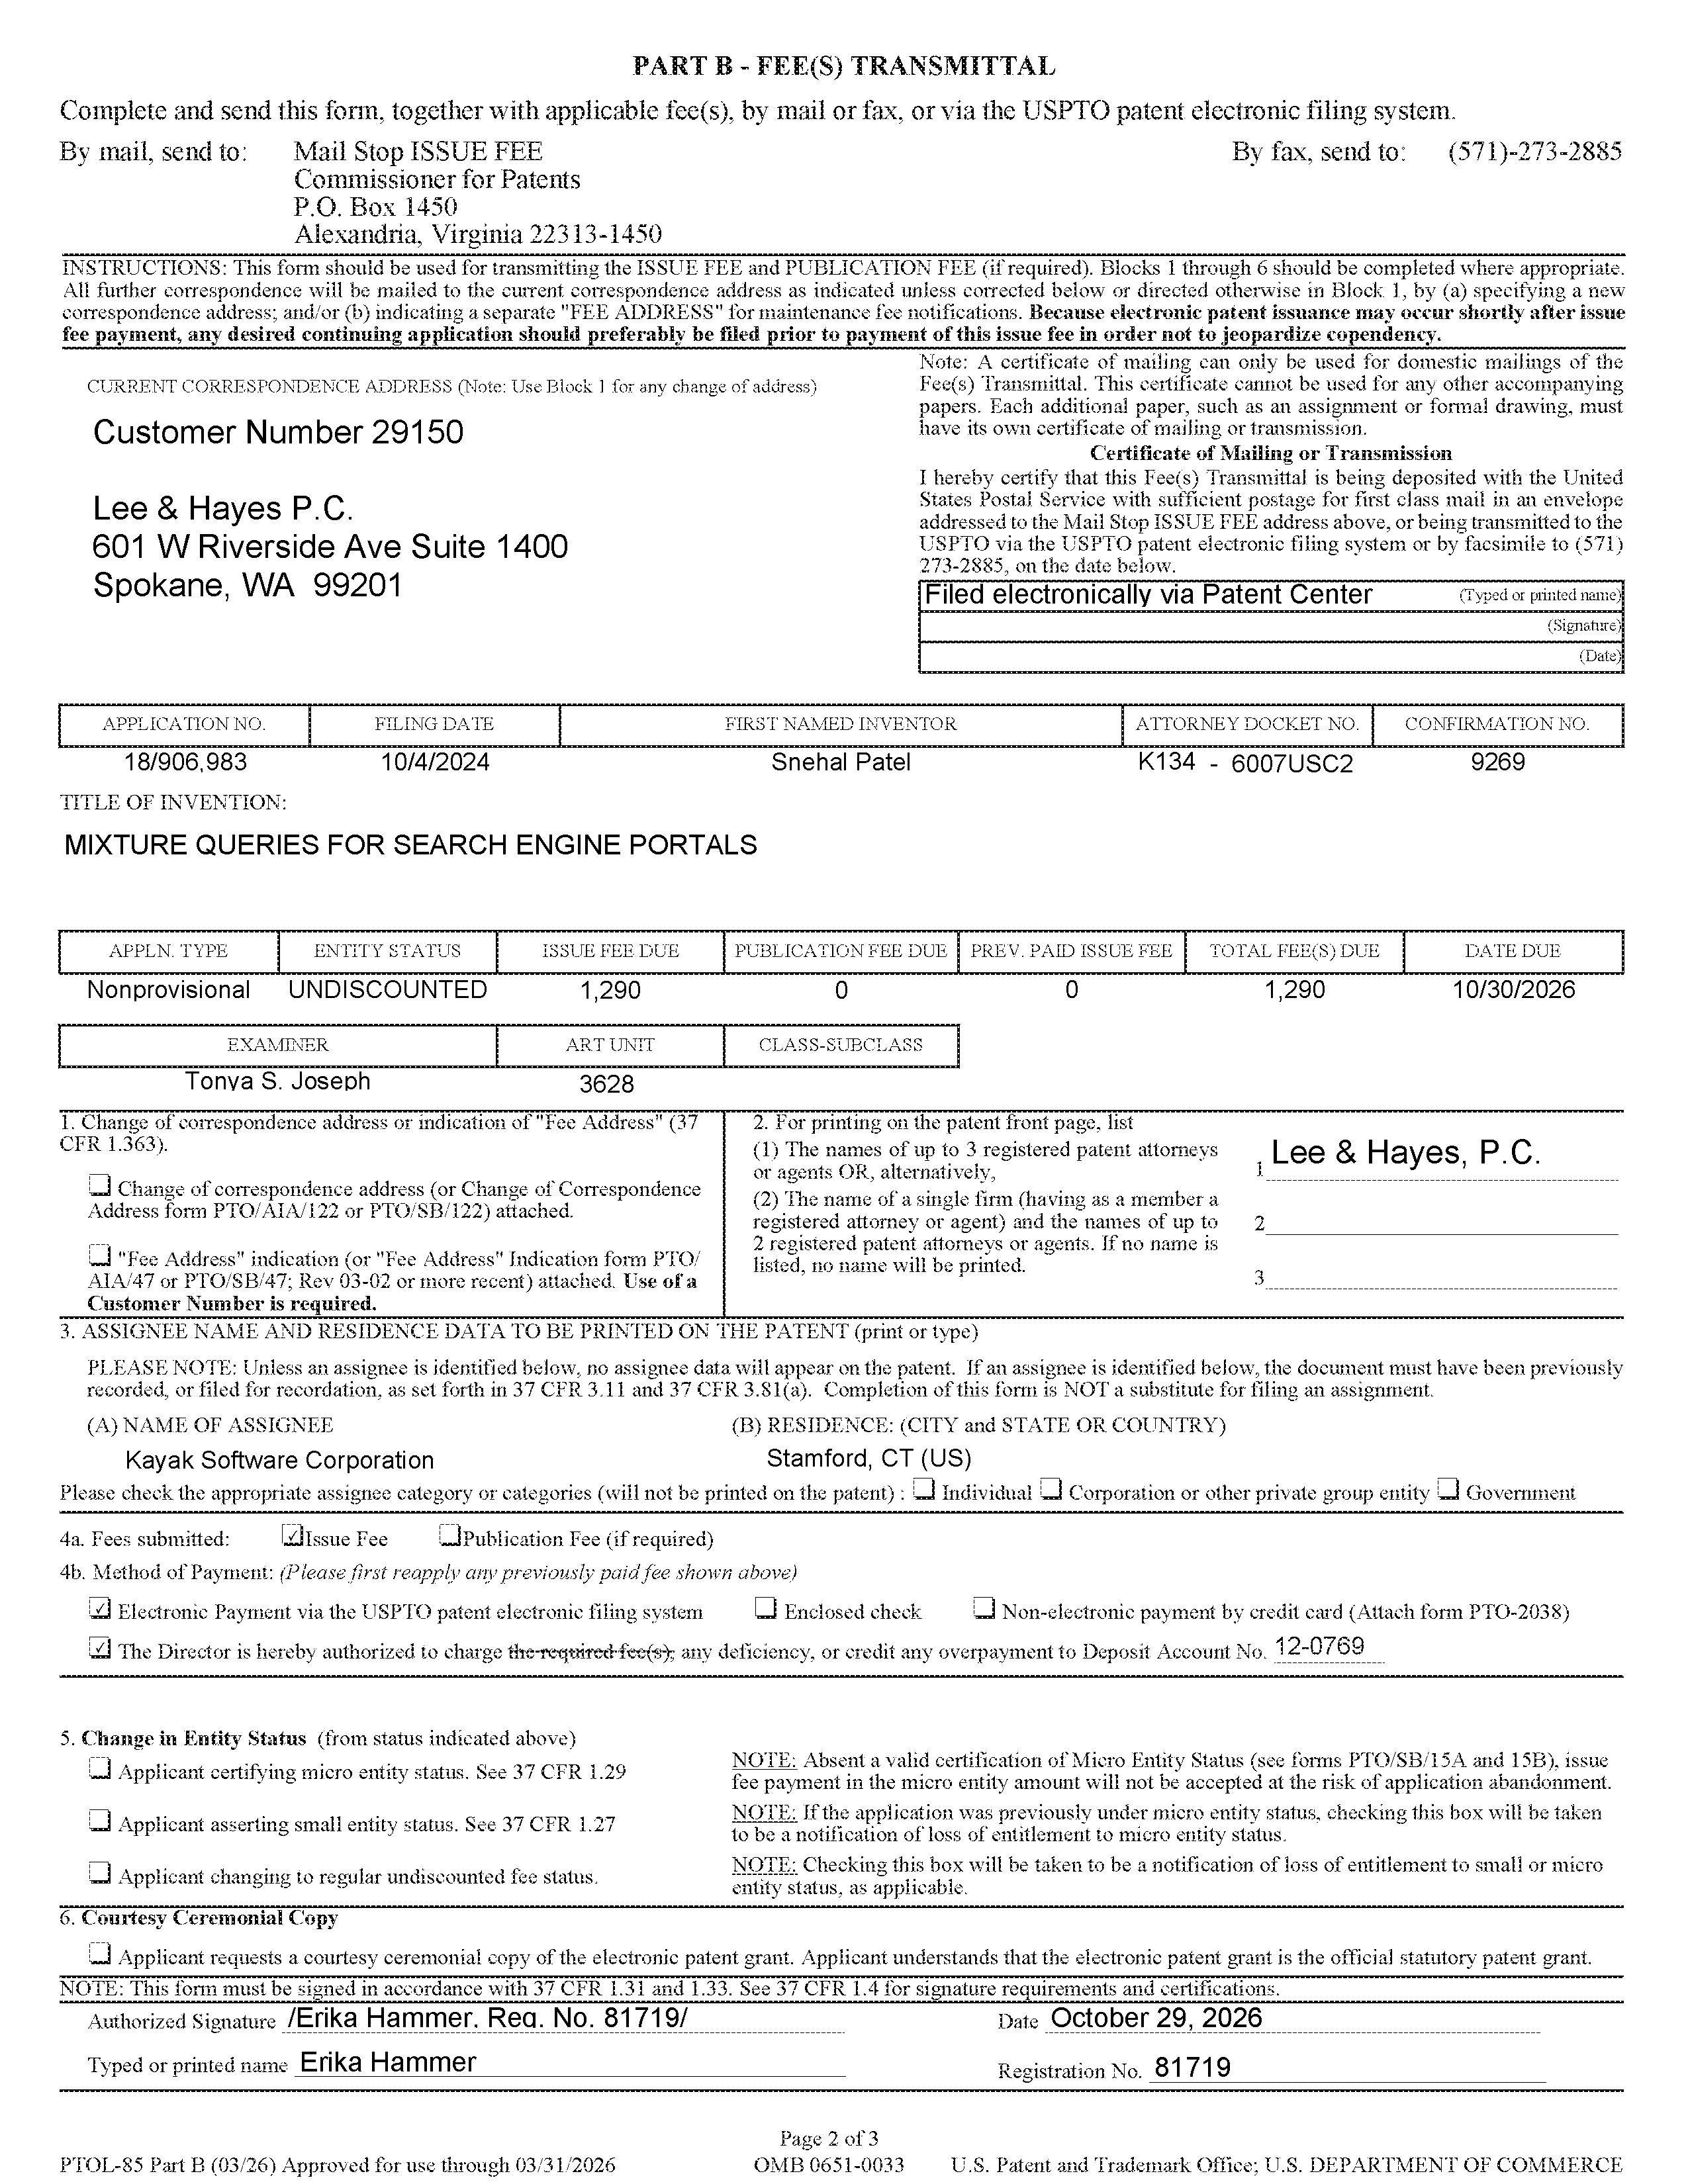 PART B - FEE(S) TRANSMITTAL
Complete and send this form, together with applicable fee(s), by mail or fax, or via the USPTO patent electronic filing system.
By mail, send to: Mail Stop ISSUE FEE
Commissioner for Patents
P.O. Box 1450
Alexandria, Virginia 22313-1450
By fax, send to: (571)-273-2885
INSTRUCTIONS: This form should be used for transmitting the ISSUE FEE and PUBLICATION FEE (if required). Blocks 1 through 6 should be completed where appropriate.
All further correspondence will be mailed to the current correspondence address as indicated unless corrected below or directed otherwise in Block 1, by (a) specifying a new
correspondence address; and/or (b) indicating a separate "FEE ADDRESS" for maintenance fee notifications. Because electronic patent issuance may occur shortly after issue
fee payment, any desired continuing application should preferably be filed prior to payment of this issue fee in order not to jeopardize copendency.
CURRENT CORRESPONDENCE ADDRESS (Note: Use Block 1 for any change of address)
Customer Number 29150
Lee & Hayes P.C.
601 W Riverside Ave Suite 1400
Spokane, WA 99201
Note: A certificate of mailing can only be used for domestic mailings of the
Fee(s) Transmittal. This certificate cannot be used for any other accompanying
papers. Each additional paper, such as an assignment or formal drawing, must
have its own certificate of mailing or transmission.
Certificate of Mailing or Transmission
I hereby certify that this Fee(s) Transmittal is being deposited with the United
States Postal Service with sufficient postage for first class mail in an envelope
addressed to the Mail Stop ISSUE FEE address above, or being transmitted to the
USPTO via the USPTO patent electronic filing system or by facsimile to (571)
273-2885, on the date below.
Filed electronically via Patent Center (Typed or printed name)
(Signature)
(Date)
APPLICATION NO. FILING DATE FIRST NAMED INVENTOR ATTORNEY DOCKET NO. CONFIRMATION NO.
18/906,983 10/4/2024 Snehal Patel K134 - 6007USC2 9269
TITLE OF INVENTION:
MIXTURE QUERIES FOR SEARCH ENGINE PORTALS
APPLN. TYPE ENTITY STATUS ISSUE FEE DUE PUBLICATION FEE DUE PREV. PAID ISSUE FEE TOTAL FEE(S) DUE DATE DUE
Nonprovisional UNDISCOUNTED 1,290 0 0 1,290 10/30/2026
EXAMINER ART UNIT CLASS-SUBCLASS
Tonya S. Joseph 3628
1. Change of correspondence address or indication of "Fee Address" (37
CFR 1.363).
Change of correspondence address (or Change of Correspondence
Address form PTO/AIA/122 or PTO/SB/122) attached.
"Fee Address" indication (or "Fee Address" Indication form PTO/
AIA/47 or PTO/SB/47; Rev 03-02 or more recent) attached. Use of a
Customer Number is required.
2. For printing on the patent front page, list
(1) The names of up to 3 registered patent attorneys
or agents OR, alternatively,
(2) The name of a single firm (having as a member a
registered attorney or agent) and the names of up to
2 registered patent attorneys or agents. If no name is
listed, no name will be printed.
1 Lee & Hayes, P.C.
2
3
3. ASSIGNEE NAME AND RESIDENCE DATA TO BE PRINTED ON THE PATENT (print or type)
PLEASE NOTE: Unless an assignee is identified below, no assignee data will appear on the patent. If an assignee is identified below, the document must have been previously
recorded, or filed for recordation, as set forth in 37 CFR 3.11 and 37 CFR 3.81(a). Completion of this form is NOT a substitute for filing an assignment.
(A) NAME OF ASSIGNEE (B) RESIDENCE: (CITY and STATE OR COUNTRY)
Kayak Software Corporation Stamford, CT (US)
Please check the appropriate assignee category or categories (will not be printed on the patent) : Individual Corporation or other private group entity Government
4a. Fees submitted: ✓ Issue Fee Publication Fee (if required)
4b. Method of Payment: (Please first reapply any previously paid fee shown above)
✓ Electronic Payment via the USPTO patent electronic filing system Enclosed check Non-electronic payment by credit card (Attach form PTO-2038)
✓ The Director is hereby authorized to charge the required fee(s), any deficiency, or credit any overpayment to Deposit Account No. 12-0769
5. Change in Entity Status (from status indicated above)
Applicant certifying micro entity status. See 37 CFR 1.29
Applicant asserting small entity status. See 37 CFR 1.27
Applicant changing to regular undiscounted fee status.
NOTE: Absent a valid certification of Micro Entity Status (see forms PTO/SB/15A and 15B), issue
fee payment in the micro entity amount will not be accepted at the risk of application abandonment.
NOTE: If the application was previously under micro entity status, checking this box will be taken
to be a notification of loss of entitlement to micro entity status.
NOTE: Checking this box will be taken to be a notification of loss of entitlement to small or micro
entity status, as applicable.
6. Courtesy Ceremonial Copy
Applicant requests a courtesy ceremonial copy of the electronic patent grant. Applicant understands that the electronic patent grant is the official statutory patent grant.
NOTE: This form must be signed in accordance with 37 CFR 1.31 and 1.33. See 37 CFR 1.4 for signature requirements and certifications.
Authorized Signature /Erika Hammer, Reg. No. 81719/ Date October 29, 2026
Typed or printed name Erika Hammer Registration No. 81719
Page 2 of 3
PTOL-85 Part B (03/26) Approved for use through 03/31/2026 OMB 0651-0033 U.S. Patent and Trademark Office; U.S. DEPARTMENT OF COMMERCE